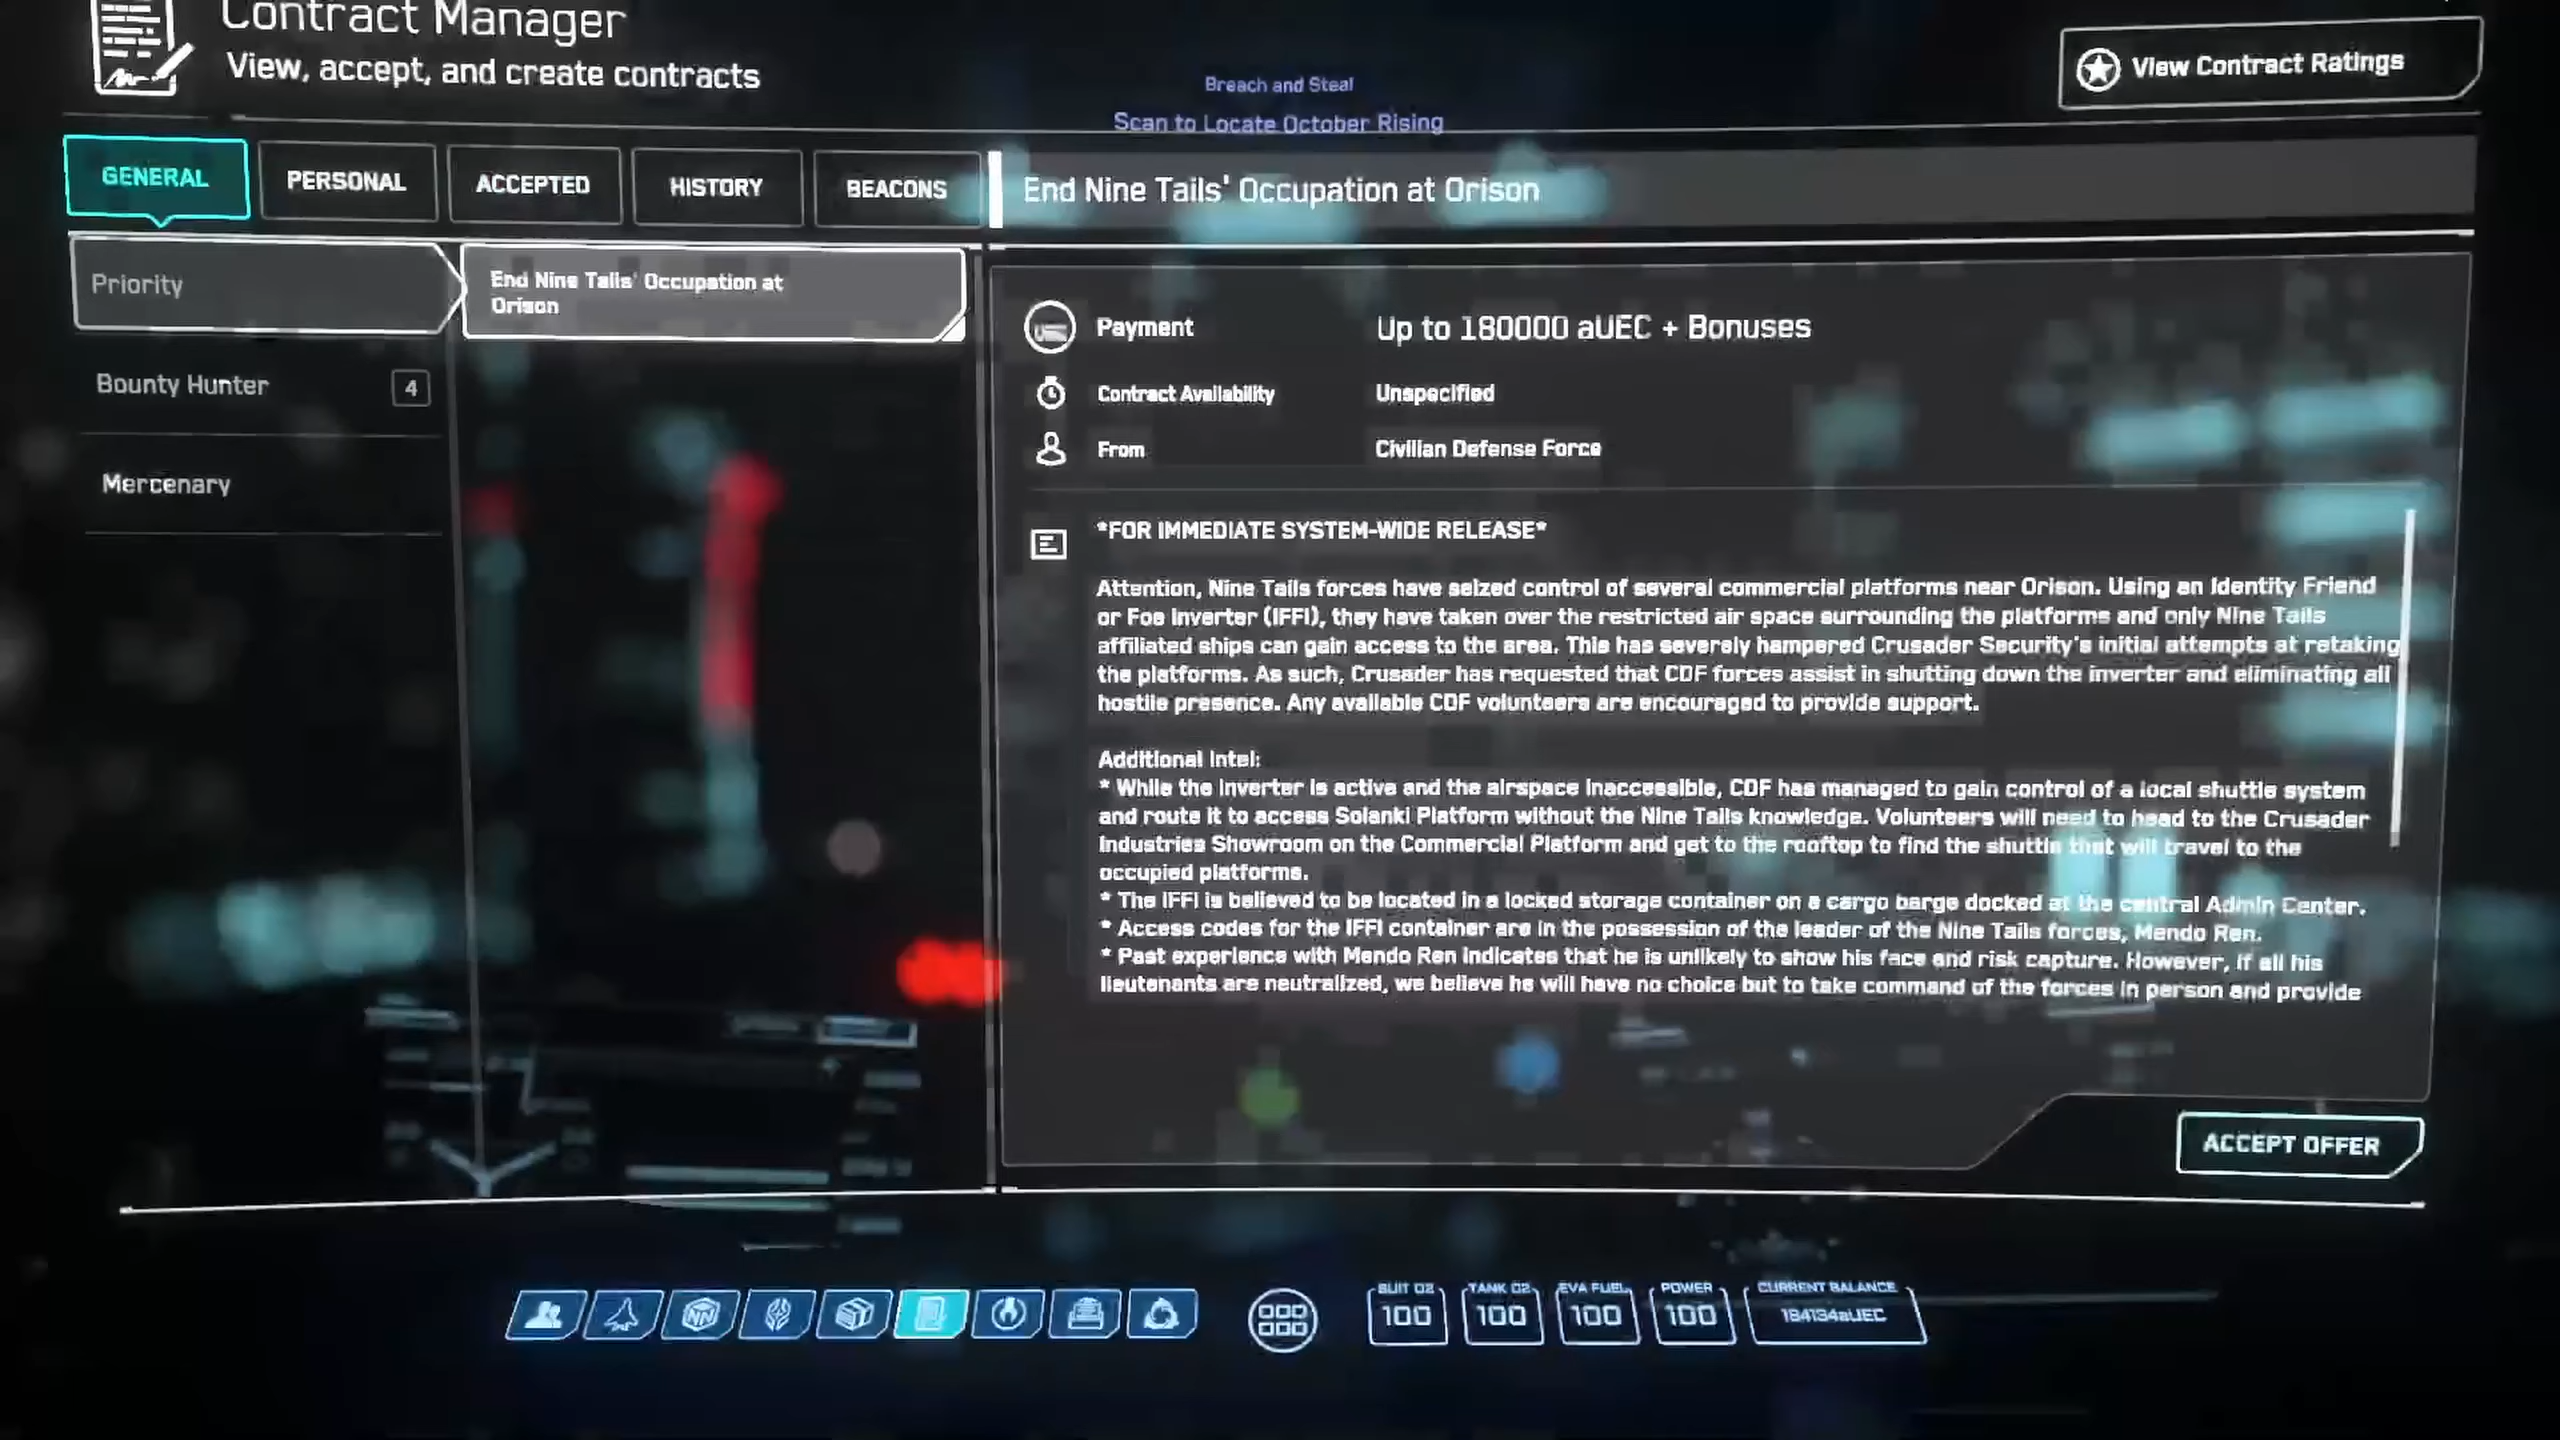 Contract Manager
View, accept, and create contracts
View Contract Ratings
Breach and Steal
Scan to Locate October Rising
GENERAL
PERSONAL
ACCEPTED
HISTORY
BEACONS
End Nine Tails' Occupation at Orison
Priority
End Nine Tails' Occupation at
Orison
Bounty Hunter
4
Mercenary
Payment
Up to 180000 aUEC + Bonuses
Contract Availability
Unspecified
From
Civilian Defense Force
*FOR IMMEDIATE SYSTEM-WIDE RELEASE*
Attention, Nine Tails forces have seized control of several commercial platforms near Orison. Using an Identity Friend
or Foe Inverter (IFFI), they have taken over the restricted air space surrounding the platforms and only Nine Tails
affiliated ships can gain access to the area. This has severely hampered Crusader Security's initial attempts at retaking
the platforms. As such, Crusader has requested that CDF forces assist in shutting down the inverter and eliminating all
hostile presence. Any available CDF volunteers are encouraged to provide support.
Additional Intel:
* While the inverter is active and the airspace inaccessible, CDF has managed to gain control of a local shuttle system
and route it to access Solanki Platform without the Nine Tails knowledge. Volunteers will need to head to the Crusader
Industries Showroom on the Commercial Platform and get to the rooftop to find the shuttle that will travel to the
occupied platforms.
* The IFFI is believed to be located in a locked storage container on a cargo barge docked at the central Admin Center.
* Access codes for the IFFI container are in the possession of the leader of the Nine Tails forces, Mendo Ren.
* Past experience with Mendo Ren indicates that he is unlikely to show his face and risk capture. However, if all his
lieutenants are neutralized, we believe he will have no choice but to take command of the forces in person and provide
ACCEPT OFFER
SUIT O2
100
TANK O2
100
EVA FUEL
100
POWER
100
CURRENT BALANCE
184134aUEC